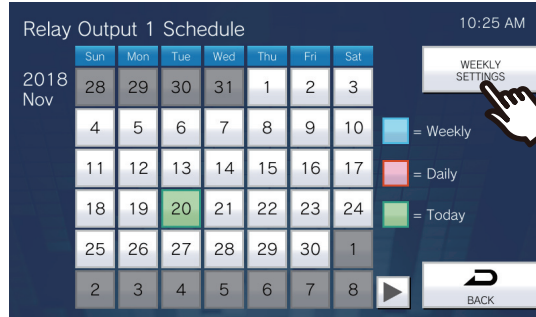 Relay Output 1 Schedule
10:25 AM
2018
Nov
Sun Mon Tue Wed Thu Fri Sat
28 29 30 31 1 2 3
4 5 6 7 8 9 10
11 12 13 14 15 16 17
18 19 20 21 22 23 24
25 26 27 28 29 30 1
2 3 4 5 6 7 8
WEEKLY
SETTINGS
= Weekly
= Daily
= Today
BACK